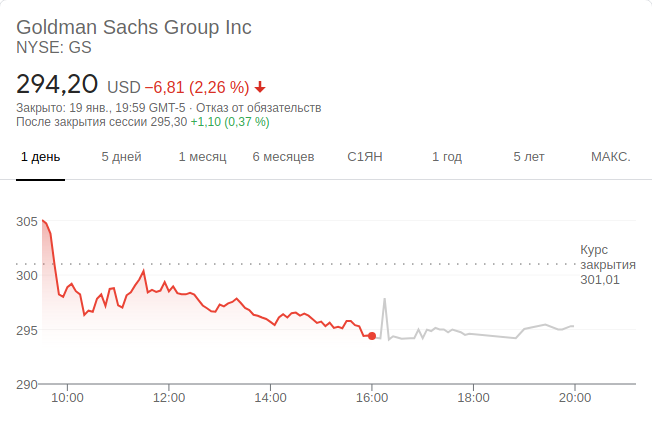 Goldman Sachs Group Inc
NYSE: GS
294,20 USD −6,81 (2,26 %)
Закрыто: 19 янв., 19:59 GMT-5 · Отказ от обязательств
После закрытия сессии 295,30 +1,10 (0,37 %)
1 день 5 дней 1 месяц 6 месяцев С1ЯН 1 год 5 лет МАКС.
305
Курс
закрытия
301,01
300
295
290
10:00 12:00 14:00 16:00 18:00 20:00